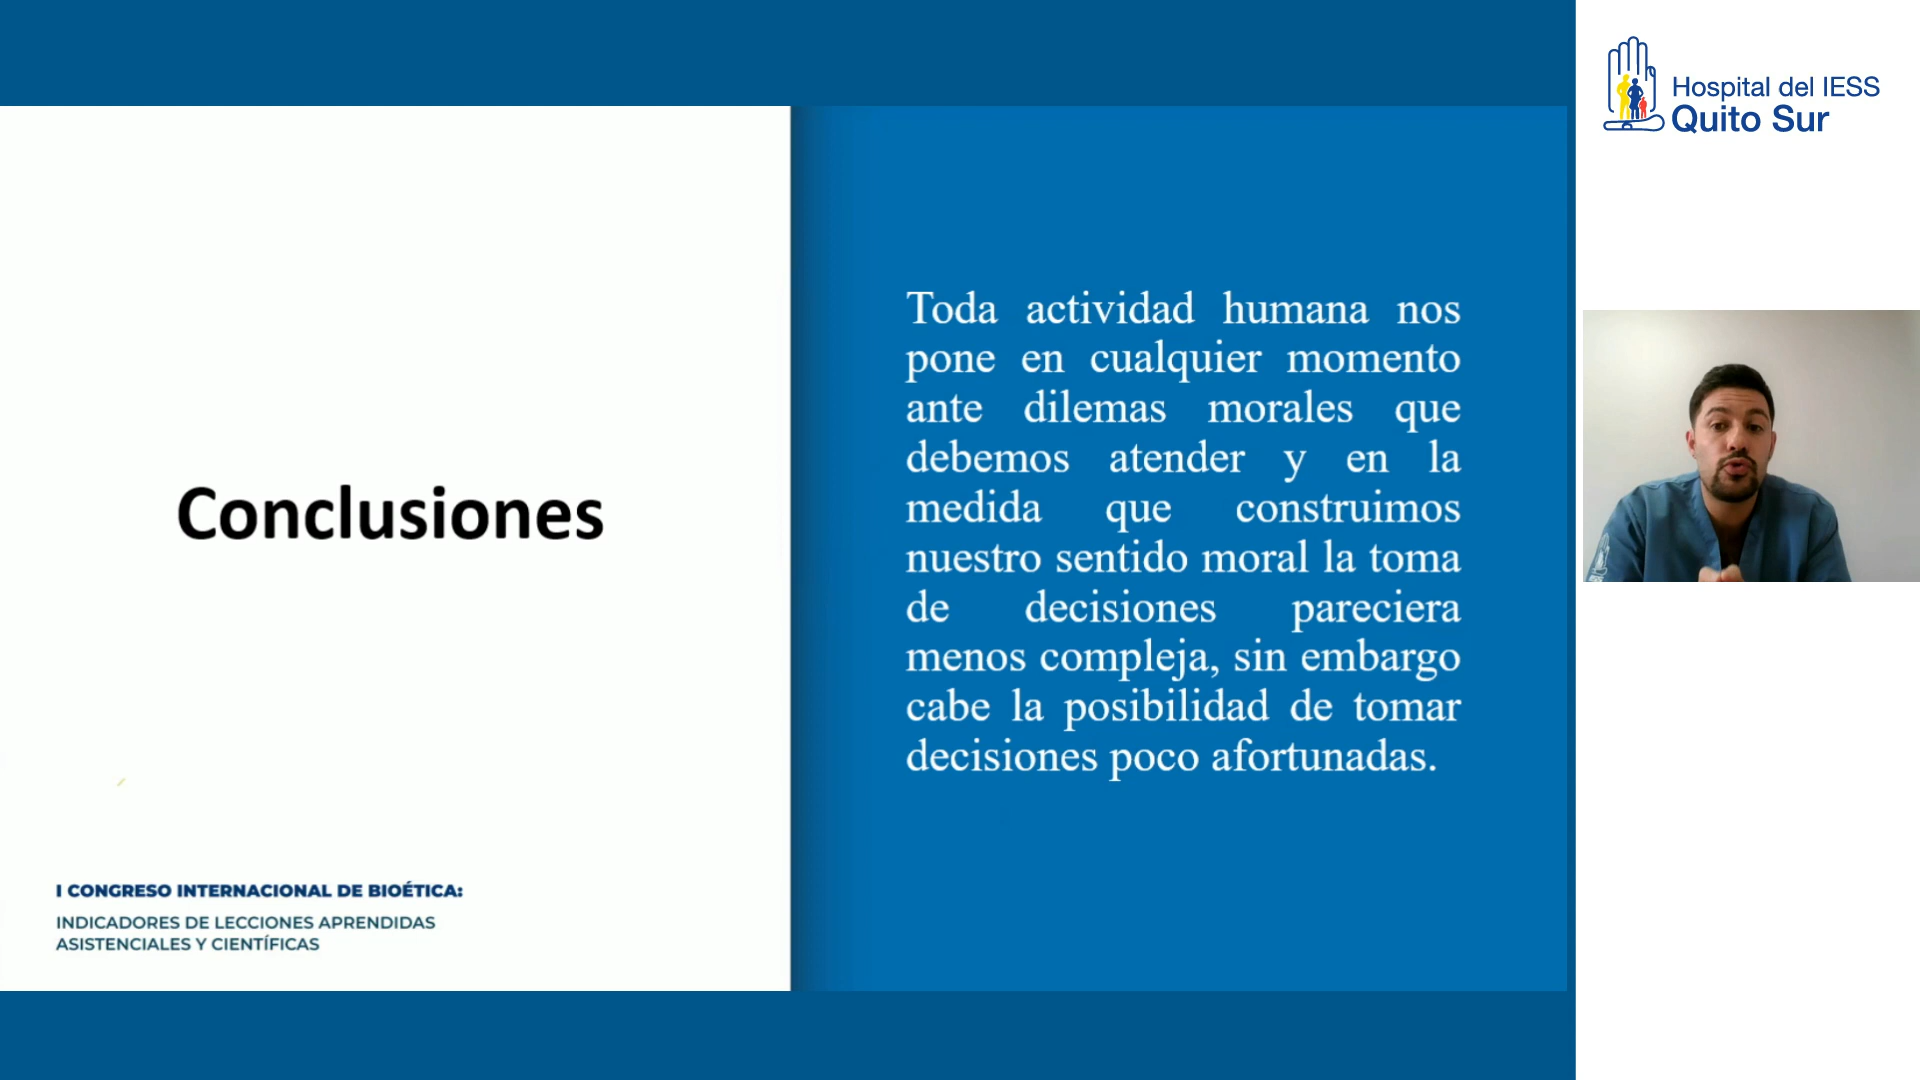 Hospital del IESS
Quito Sur
Conclusiones
Toda actividad humana nos
pone en cualquier momento
ante dilemas morales que
debemos atender y en la
medida que construimos
nuestro sentido moral la toma
de decisiones pareciera
menos compleja, sin embargo
cabe la posibilidad de tomar
decisiones poco afortunadas.
I CONGRESO INTERNACIONAL DE BIOÉTICA:
INDICADORES DE LECCIONES APRENDIDAS
ASISTENCIALES Y CIENTÍFICAS